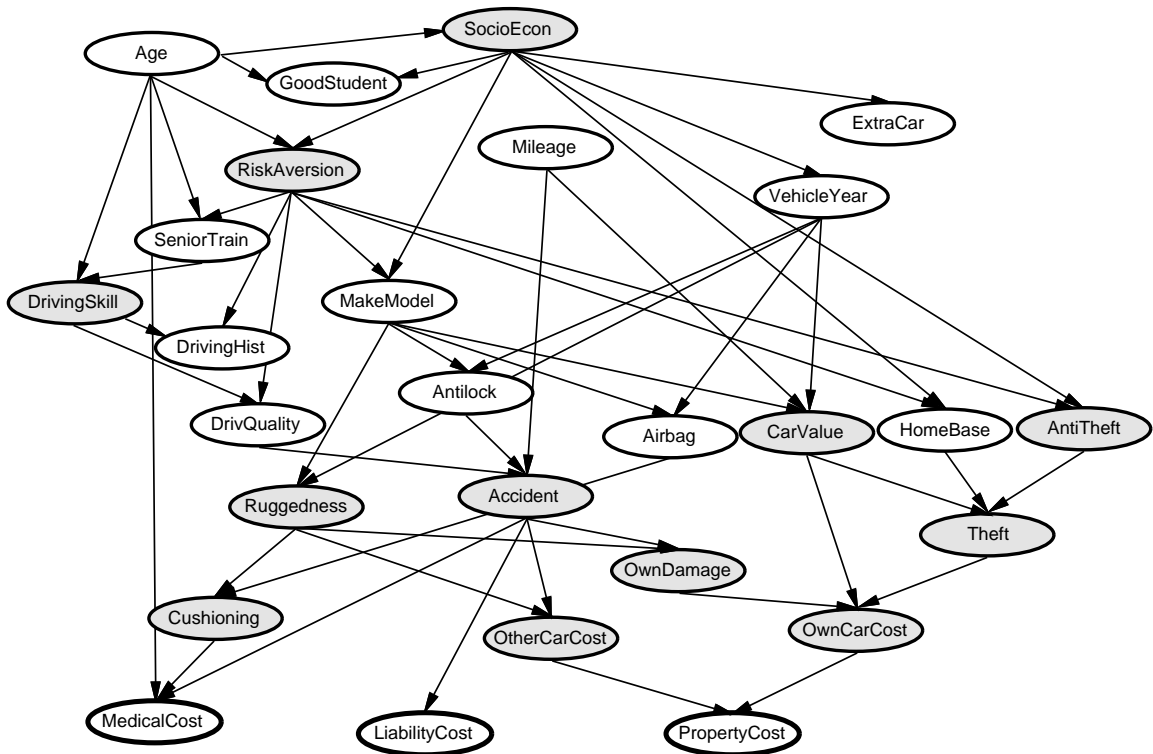 SocioEcon
Age
GoodStudent
ExtraCar
Mileage
RiskAversion
VehicleYear
SeniorTrain
DrivingSkill
MakeModel
DrivingHist
Antilock
DrivQuality
Airbag
CarValue
HomeBase
AntiTheft
Ruggedness
Accident
Theft
OwnDamage
Cushioning
OtherCarCost
OwnCarCost
MedicalCost
LiabilityCost
PropertyCost